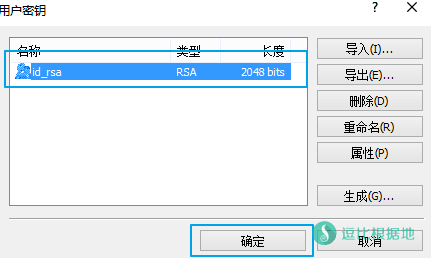 用户密钥
名称 类型 长度
id_rsa RSA 2048 bits
导入(I)...
导出(E)...
删除(D)
重命名(R)
属性(P)
生成(G)...
确定
取消
逗比根据地